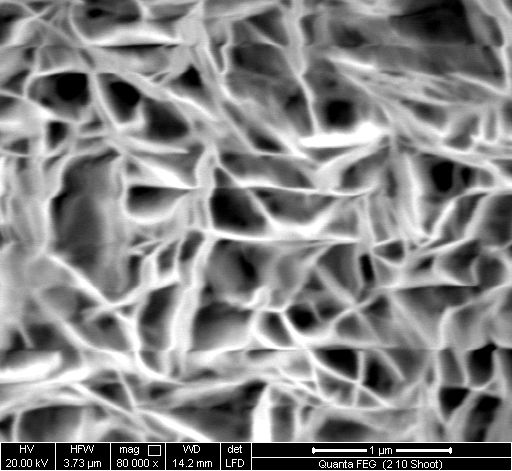 HV HFW mag □ WD det
20.00 kV 3.73 µm 80 000 x 14.2 mm LFD
1 µm
Quanta FEG (2 10 Shoot)